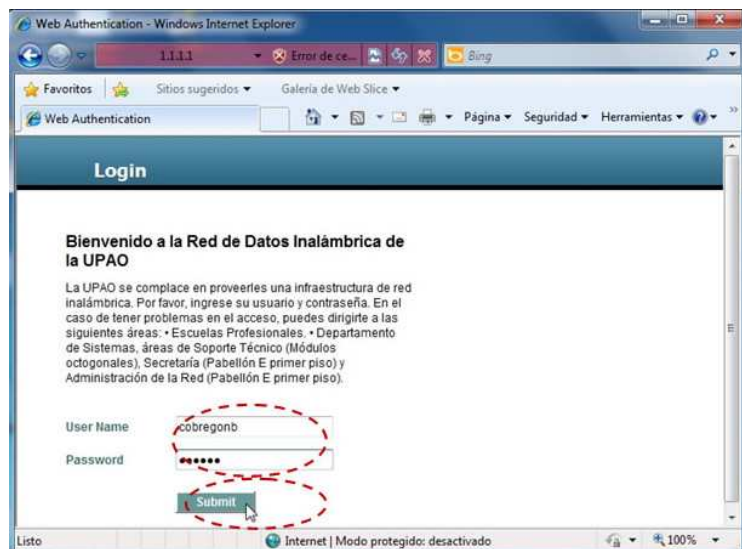 Web Authentication - Windows Internet Explorer
1.1.1.1
Error de ce...
Bing
Favoritos
Sitios sugeridos
Galería de Web Slice
Web Authentication
Página
Seguridad
Herramientas
Login
Bienvenido a la Red de Datos Inalámbrica de
la UPAO
La UPAO se complace en proveerles una infraestructura de red
inalámbrica. Por favor, ingrese su usuario y contraseña. En el
caso de tener problemas en el acceso, puedes dirigirte a las
siguientes áreas: • Escuelas Profesionales. • Departamento
de Sistemas, áreas de Soporte Técnico (Módulos
octogonales), Secretaría (Pabellón E primer piso) y
Administración de la Red (Pabellón E primer piso).
User Name
cobregonb
Password
••••••
Submit
Listo
Internet | Modo protegido: desactivado
100%